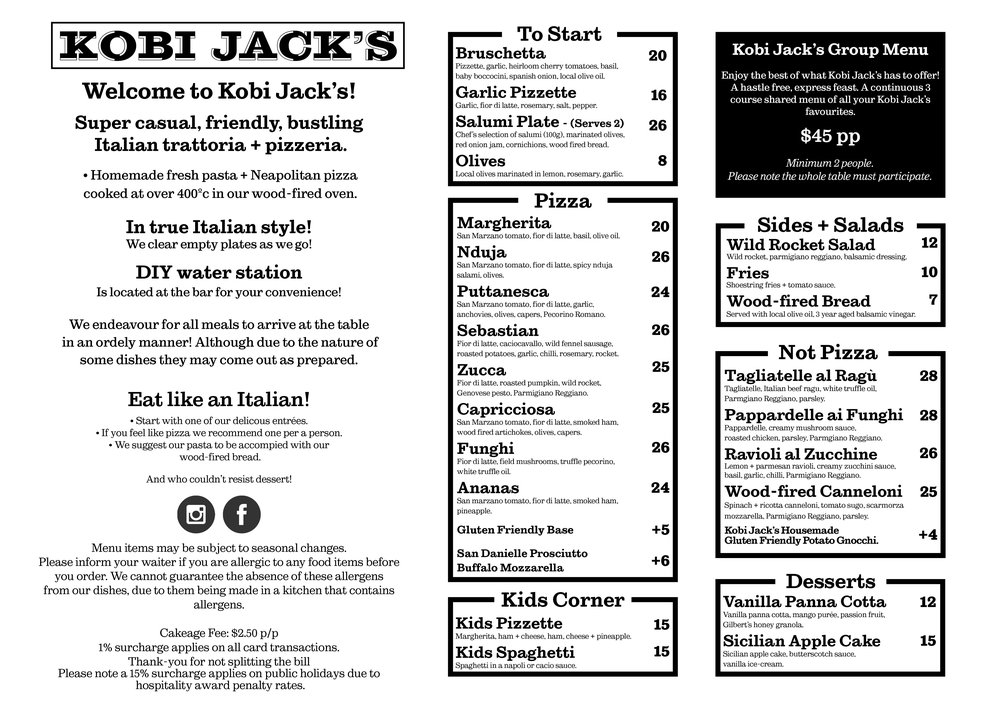 KOBI JACK'S
Welcome to Kobi Jack's!
Super casual, friendly, bustling
Italian trattoria + pizzeria.
• Homemade fresh pasta + Neapolitan pizza
cooked at over 400°c in our wood-fired oven.
In true Italian style!
We clear empty plates as we go!
DIY water station
Is located at the bar for your convenience!
We endeavour for all meals to arrive at the table
in an ordely manner! Although due to the nature of
some dishes they may come out as prepared.
Eat like an Italian!
• Start with one of our delicous entrées.
• If you feel like pizza we recommend one per a person.
• We suggest our pasta to be accompied with our
wood-fired bread.
And who couldn't resist dessert!
Menu items may be subject to seasonal changes.
Please inform your waiter if you are allergic to any food items before
you order. We cannot guarantee the absence of these allergens
from our dishes, due to them being made in a kitchen that contains
allergens.
Cakeage Fee: $2.50 p/p
1% surcharge applies on all card transactions.
Thank-you for not splitting the bill
Please note a 15% surcharge applies on public holidays due to
hospitality award penalty rates.
To Start
Bruschetta 20
Pizzette, garlic, heirloom cherry tomatoes, basil,
baby boccocini, spanish onion, local olive oil.
Garlic Pizzette 16
Garlic, fior di latte, rosemary, salt, pepper.
Salumi Plate - (Serves 2) 26
Chef's selection of salumi (100g), marinated olives,
red onion jam, cornichions, wood fired bread.
Olives 8
Local olives marinated in lemon, rosemary, garlic.
Pizza
Margherita 20
San Marzano tomato, fior di latte, basil, olive oil.
Nduja 26
San Marzano tomato, fior di latte, spicy nduja
salami, olives.
Puttanesca 24
San Marzano tomato, fior di latte, garlic,
anchovies, olives, capers, Pecorino Romano.
Sebastian 26
Fior di latte, caciocavallo, wild fennel sausage,
roasted potatoes, garlic, chilli, rosemary, rocket.
Zucca 25
Fior di latte, roasted pumpkin, wild rocket,
Genovese pesto, Parmigiano Reggiano.
Capricciosa 25
San Marzano tomato, fior di latte, smoked ham,
wood fired artichokes, olives, capers.
Funghi 26
Fior di latte, field mushrooms, truffle pecorino,
white truffle oil.
Ananas 24
San marzano tomato, fior di latte, smoked ham,
pineapple.
Gluten Friendly Base +5
San Danielle Prosciutto
Buffalo Mozzarella +6
Kids Corner
Kids Pizzette 15
Margherita, ham + cheese, ham, cheese + pineapple.
Kids Spaghetti 15
Spaghetti in a napoli or cacio sauce.
Kobi Jack's Group Menu
Enjoy the best of what Kobi Jack's has to offer!
A hastle free, express feast. A continuous 3
course shared menu of all your Kobi Jack's
favourites.
$45 pp
Minimum 2 people.
Please note the whole table must participate.
Sides + Salads
Wild Rocket Salad 12
Wild rocket, parmigiano reggiano, balsamic dressing.
Fries 10
Shoestring fries + tomato sauce.
Wood-fired Bread 7
Served with local olive oil, 3 year aged balsamic vinegar.
Not Pizza
Tagliatelle al Ragù 28
Tagliatelle, Italian beef ragu, white truffle oil,
Parmgiano Reggiano, parsley.
Pappardelle ai Funghi 28
Pappardelle, creamy mushroom sauce,
roasted chicken, parsley, Parmgiano Reggiano.
Ravioli al Zucchine 26
Lemon + parmesan ravioli, creamy zucchini sauce,
basil, garlic, chilli, Parmigiano Reggiano.
Wood-fired Canneloni 25
Spinach + ricotta canneloni, tomato sugo, scarmorza
mozzarella, Parmigiano Reggiano, parsley.
Kobi Jack's Housemade
Gluten Friendly Potato Gnocchi. +4
Desserts
Vanilla Panna Cotta 12
Vanilla panna cotta, mango purée, passion fruit,
Gilbert's honey granola.
Sicilian Apple Cake 15
Sicilian apple cake, butterscotch sauce,
vanilla ice-cream.